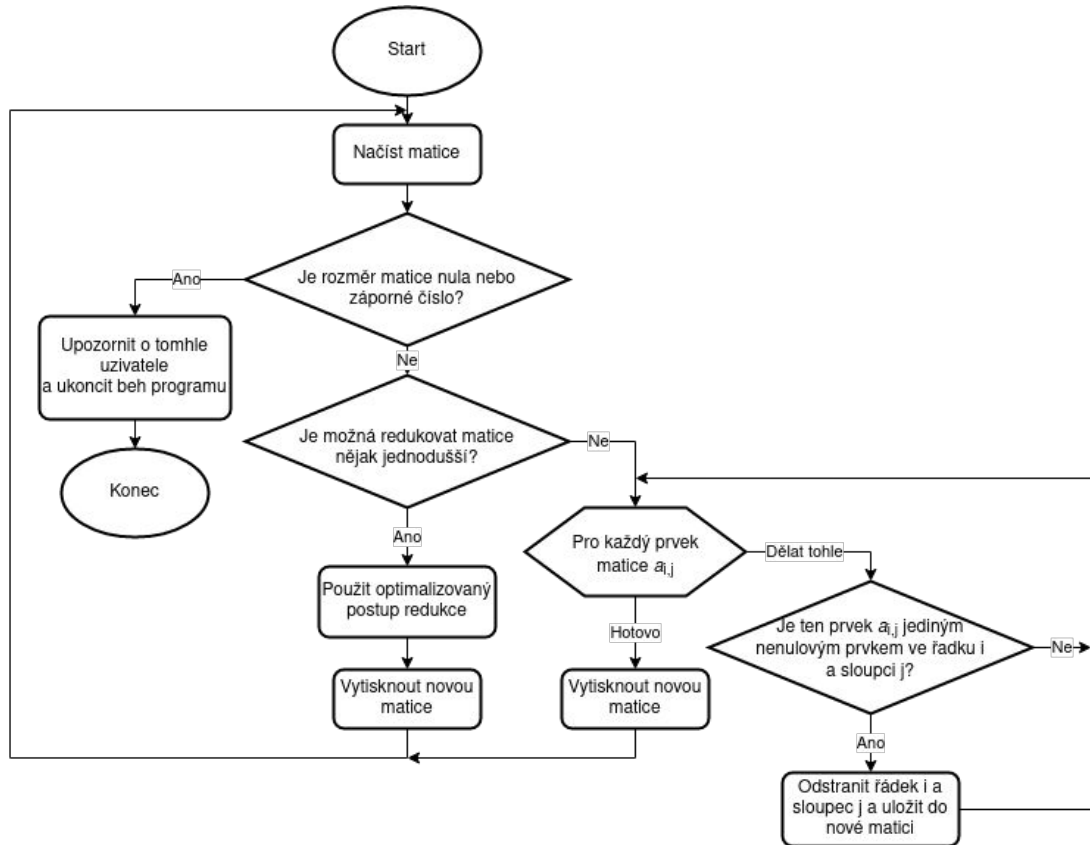 Start
Načíst matice
Je rozměr matice nula nebo
záporné číslo?
Ano
Upozornit o tomhle
uzivatele
a ukoncit beh programu
Konec
Ne
Je možná redukovat matice
nějak jednodušší?
Ano
Použit optimalizovaný
postup redukce
Vytisknout novou
matice
Ne
Pro každý prvek
matice ai,j
Hotovo
Vytisknout novou
matice
Dělat tohle
Je ten prvek ai,j jediným
nenulovým prvkem ve řadku i
a sloupci j?
Ne
Ano
Odstranit řádek i a
sloupec j a uložit do
nové matici